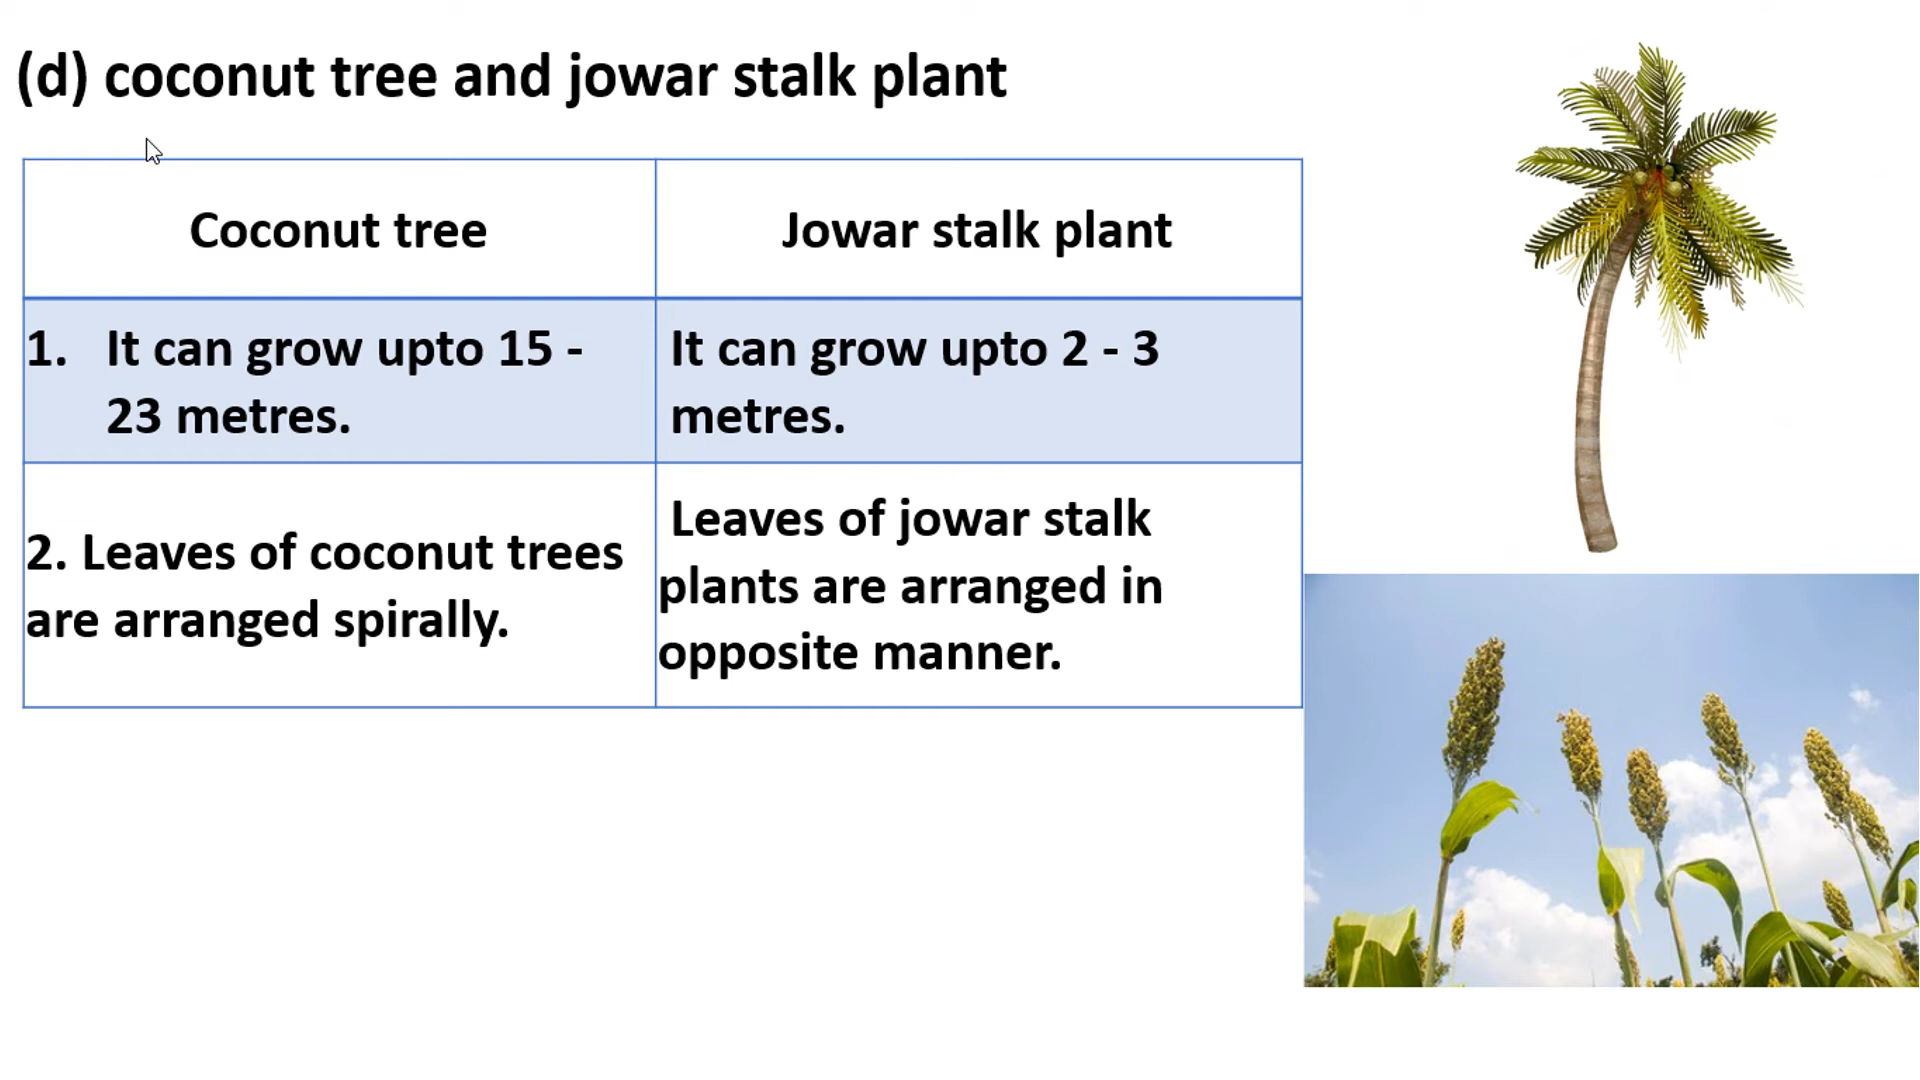 (d) coconut tree and jowar stalk plant
Coconut tree
Jowar stalk plant
1. It can grow upto 15 -
23 metres.
It can grow upto 2 - 3
metres.
2. Leaves of coconut trees
are arranged spirally.
Leaves of jowar stalk
plants are arranged in
opposite manner.